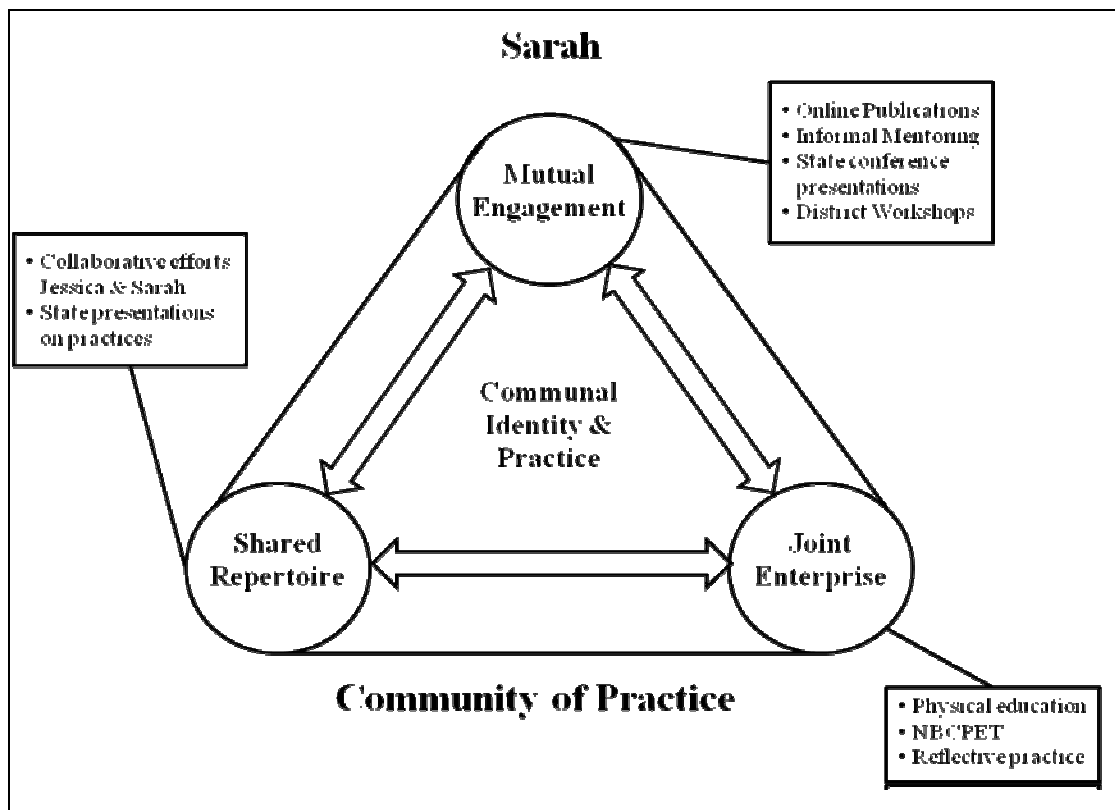 Sarah
• Online Publications
• Informal Mentoring
• State conference
presentations
• District Workshops
Mutual
Engagement
• Collaborative efforts
Jessica & Sarah
• State presentations
on practices
Communal
Identity &
Practice
Shared
Repertoire
Joint
Enterprise
Community of Practice
• Physical education
• NBCPET
• Reflective practice